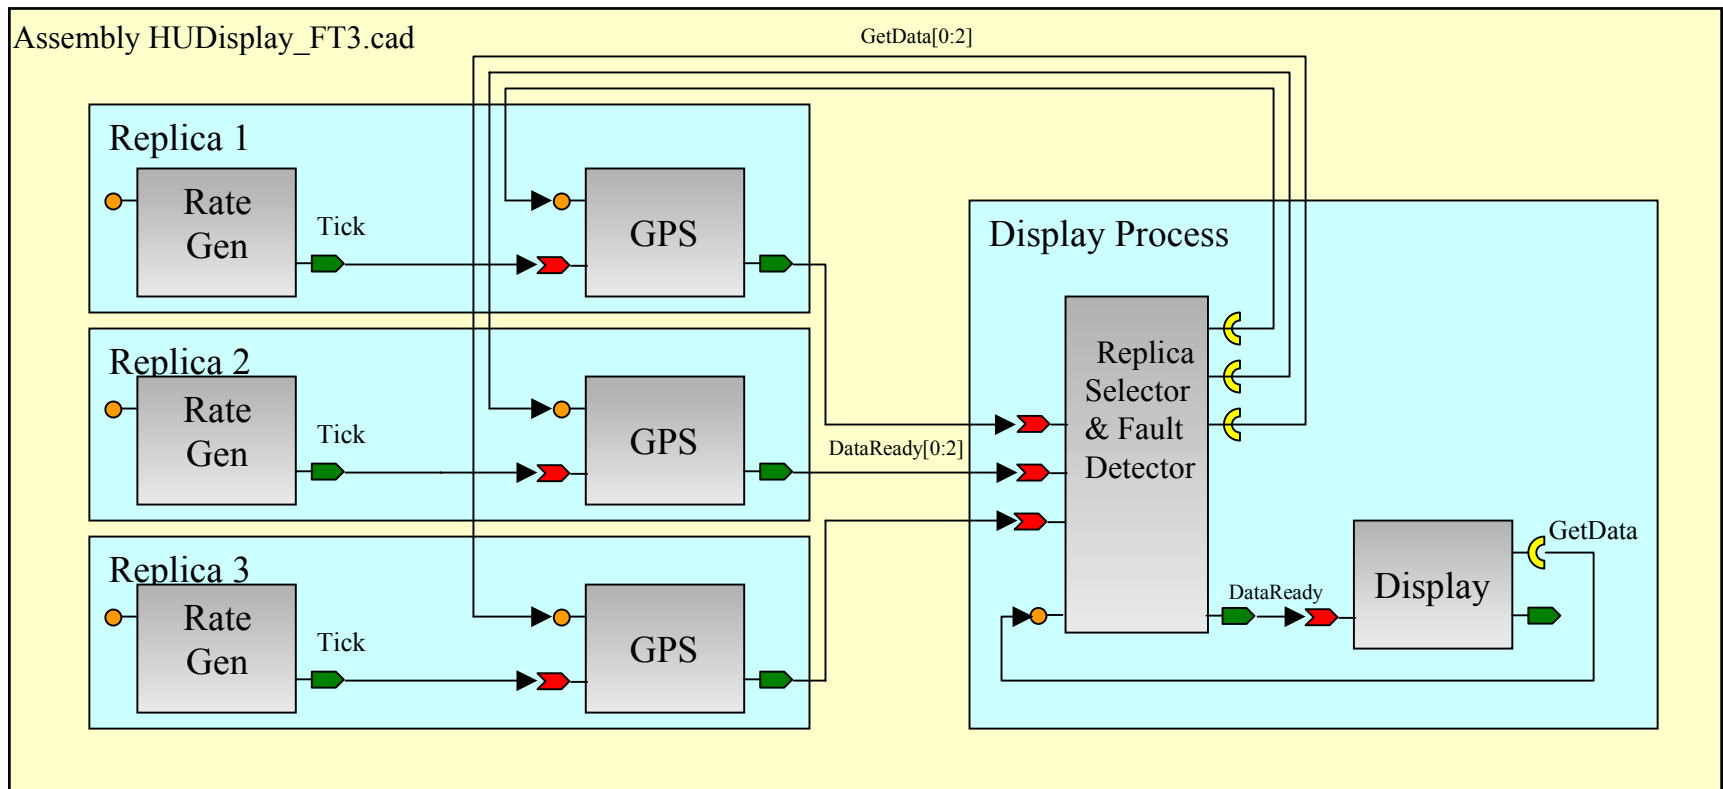 Assembly HUDisplay_FT3.cad
GetData[0:2]
Replica 1
Rate
Gen
Tick
GPS
Replica 2
Rate
Gen
Tick
GPS
DataReady[0:2]
Replica 3
Rate
Gen
Tick
GPS
Display Process
Replica
Selector
& Fault
Detector
DataReady
Display
GetData